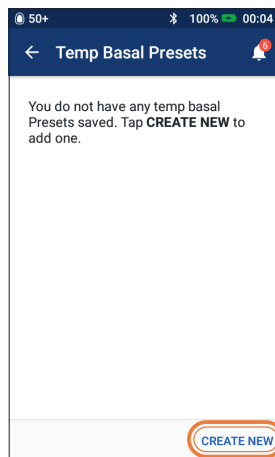 50+ 100% 00:04
Temp Basal Presets 6
You do not have any temp basal
Presets saved. Tap CREATE NEW to
add one.
CREATE NEW